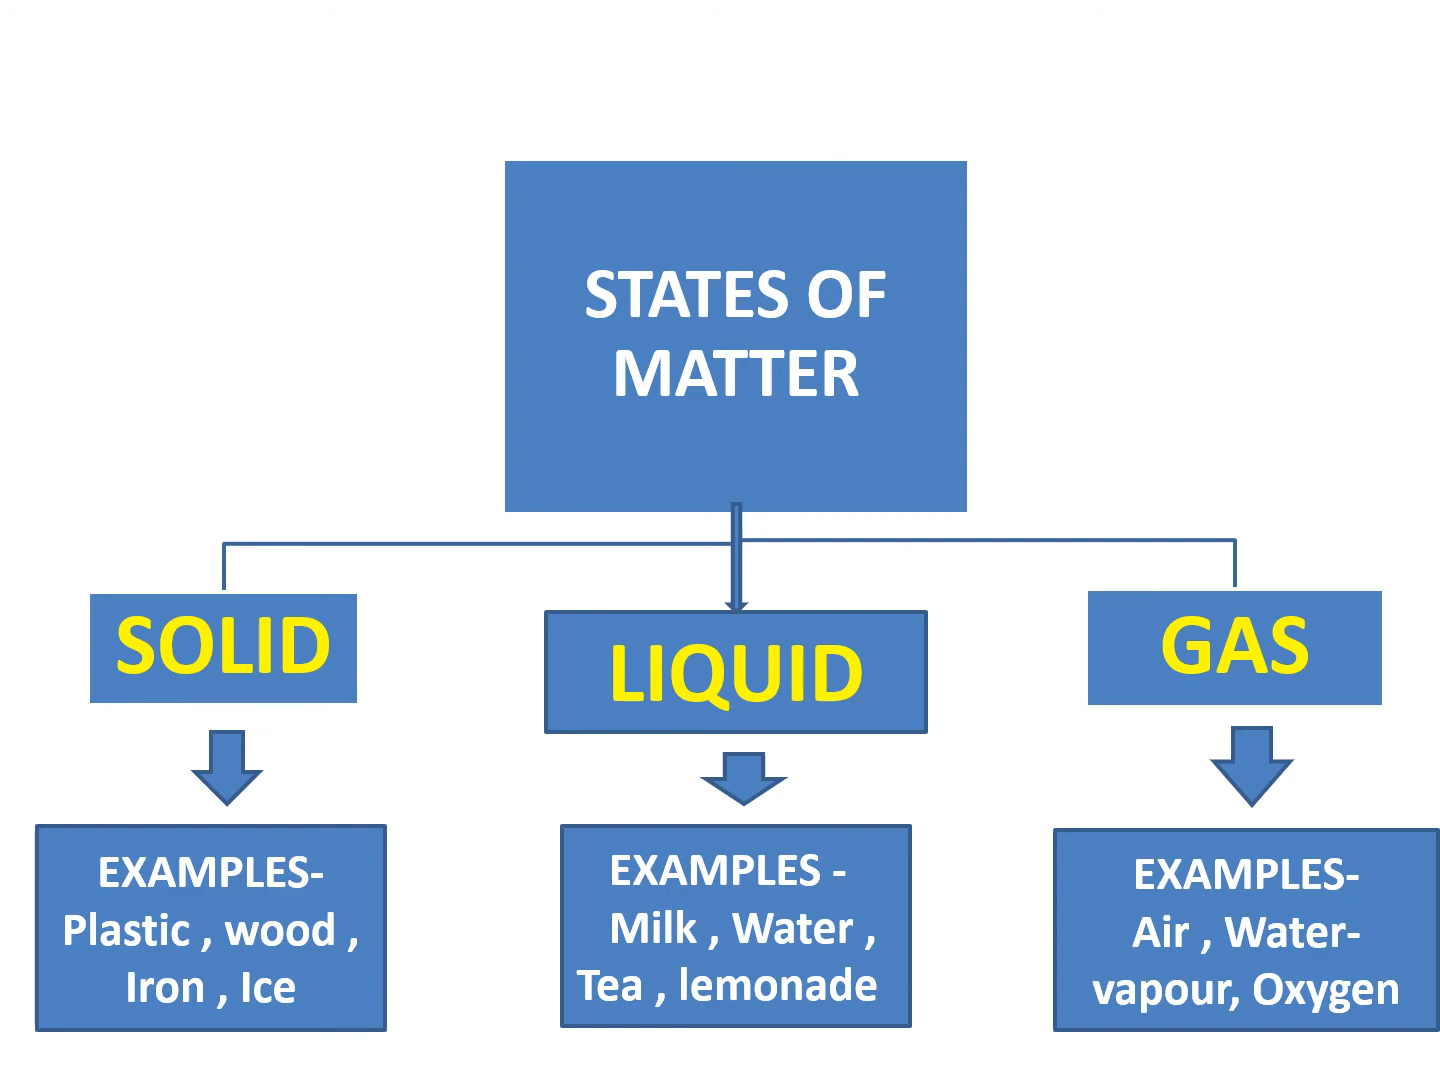 STATES OF
MATTER
SOLID
LIQUID
GAS
EXAMPLES-
Plastic , wood ,
Iron , Ice
EXAMPLES -
Milk , Water ,
Tea , lemonade
EXAMPLES-
Air , Water-
vapour, Oxygen